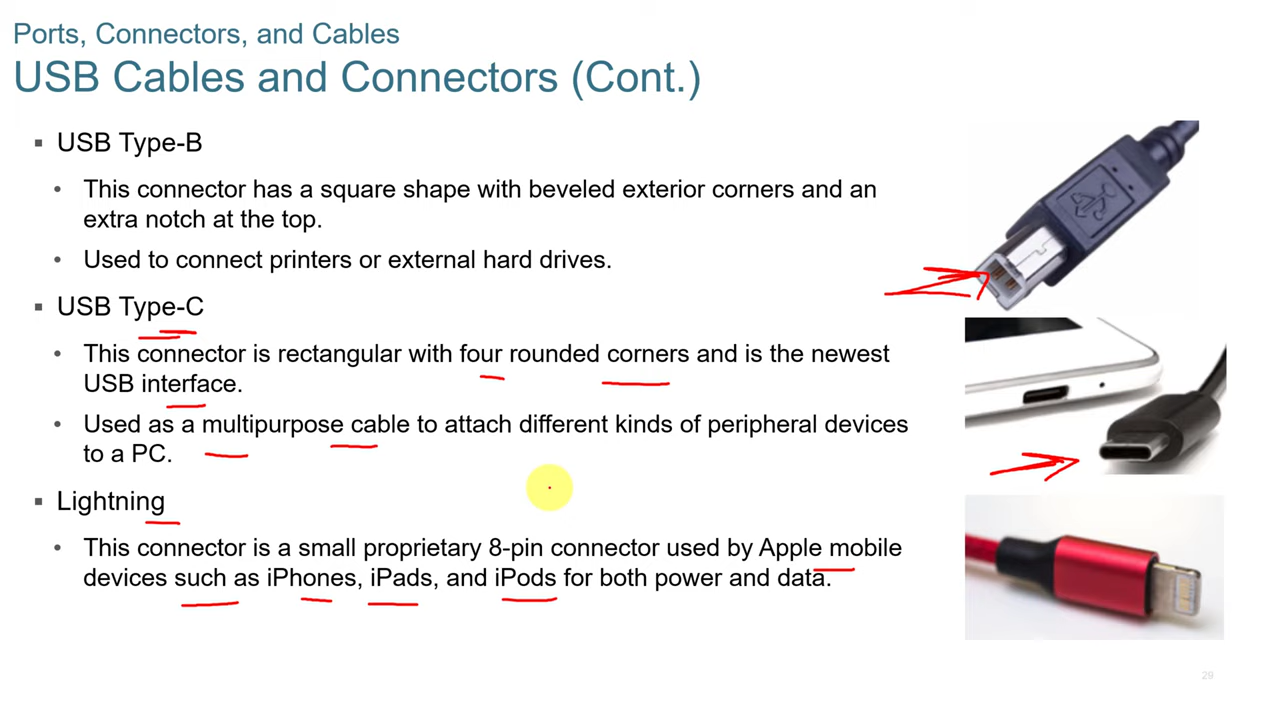 Ports, Connectors, and Cables
USB Cables and Connectors (Cont.)
▪ USB Type-B
• This connector has a square shape with beveled exterior corners and an
extra notch at the top.
• Used to connect printers or external hard drives.
▪ USB Type-C
• This connector is rectangular with four rounded corners and is the newest
USB interface.
• Used as a multipurpose cable to attach different kinds of peripheral devices
to a PC.
▪ Lightning
• This connector is a small proprietary 8-pin connector used by Apple mobile
devices such as iPhones, iPads, and iPods for both power and data.
29